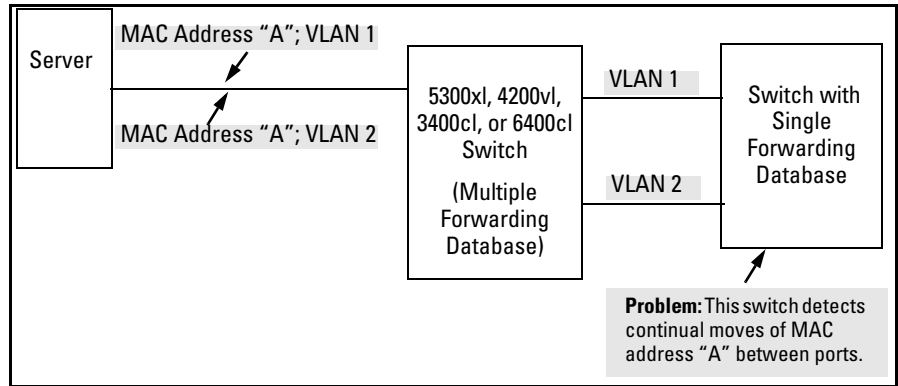 Server
MAC Address “A”; VLAN 1
MAC Address “A”; VLAN 2
5300xl, 4200vl,
3400cl, or 6400cl
Switch
(Multiple
Forwarding
Database)
VLAN 1
VLAN 2
Switch with
Single
Forwarding
Database
Problem: This switch detects
continual moves of MAC
address “A” between ports.